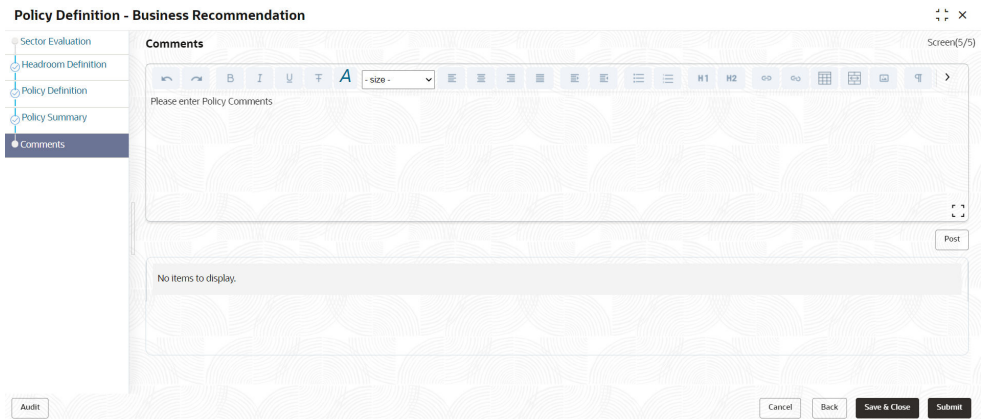 Policy Definition - Business Recommendation
Sector Evaluation
Headroom Definition
Policy Definition
Policy Summary
Comments
Comments
Screen(5/5)
B I U T A - size - H1 H2 ¶
Please enter Policy Comments
Post
No items to display.
Audit
Cancel
Back
Save & Close
Submit